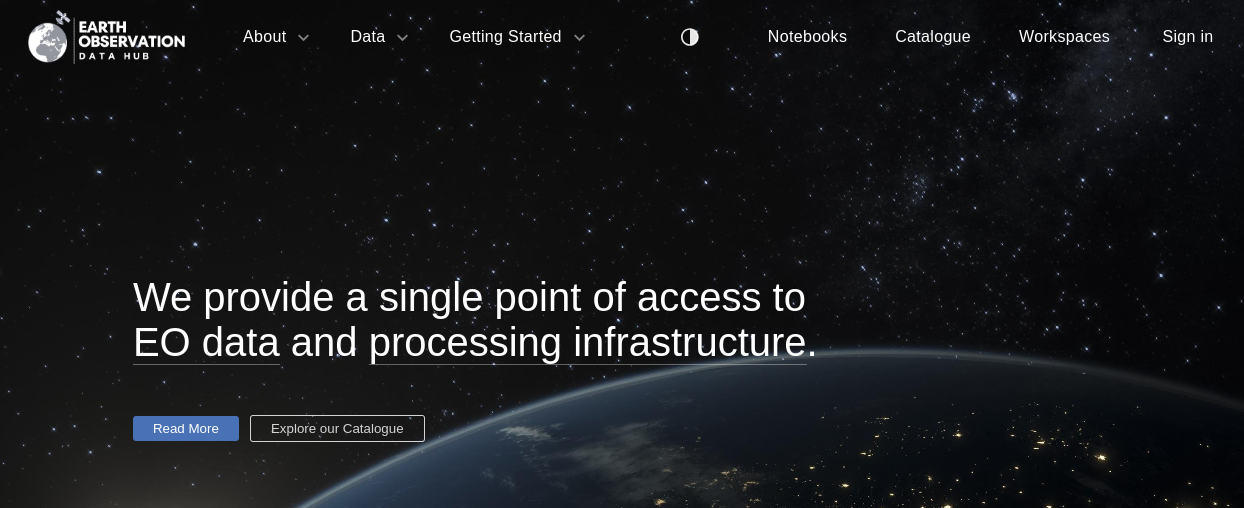 EARTH
OBSERVATION
DATA HUB
About
Data
Getting Started
Notebooks
Catalogue
Workspaces
Sign in
We provide a single point of access to
EO data and processing infrastructure.
Read More
Explore our Catalogue